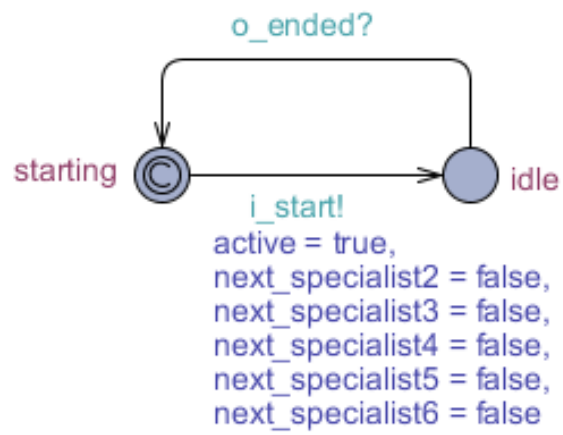 o_ended?
starting
C
idle
i_start!
active = true,
next_specialist2 = false,
next_specialist3 = false,
next_specialist4 = false,
next_specialist5 = false,
next_specialist6 = false